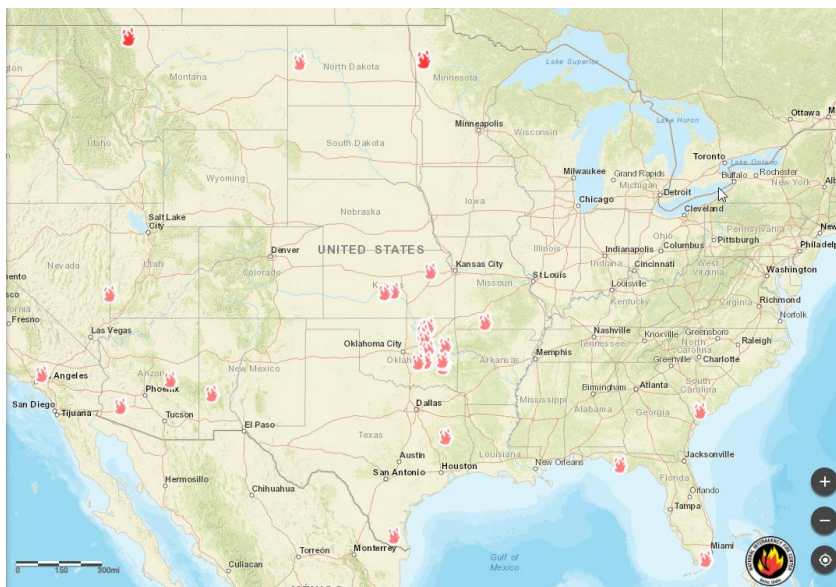 Lake Superior
North Dakota
Montana
Minnesota
Ottawa
Lake Huron
Minneapolis
Wisconsin
South Dakota
Idaho
Toronto
Lake Ontario
Milwaukee
Grand Rapids
Michigan
Buffalo
Rochester
New York
Wyoming
Detroit
Chicago
Cleveland
Iowa
Nebraska
Salt Lake
City
Pennsylvania
Pittsburgh
Ohio
Columbus
Indianapolis
Illinois
Indiana
Cincinnati
West
Virginia
Washington
Denver
UNITED STATES
Nevada
Utah
Colorado
Kansas City
St Louis
Missouri
Louisville
Kentucky
Virginia
Richmond
Norfolk
Fresno
Las Vegas
Nashville
Tennessee
Knoxville
Greensboro
North
Carolina
Raleigh
Charlotte
Greenville
Oklahoma City
Memphis
Arkansas
New Mexico
Arizona
Angeles
Phoenix
San Diego
Tijuana
Tucson
El Paso
Dallas
Mississippi
Birmingham
Alabama
Atlanta
Georgia
South
Carolina
Texas
Louisiana
Jacksonville
Austin
Houston
San Antonio
New Orleans
Florida
Orlando
Tampa
Hermosillo
Chihuahua
Miami
Gulf of
Mexico
Monterrey
Torreón
Culiacan
0 150 300mi
+
−